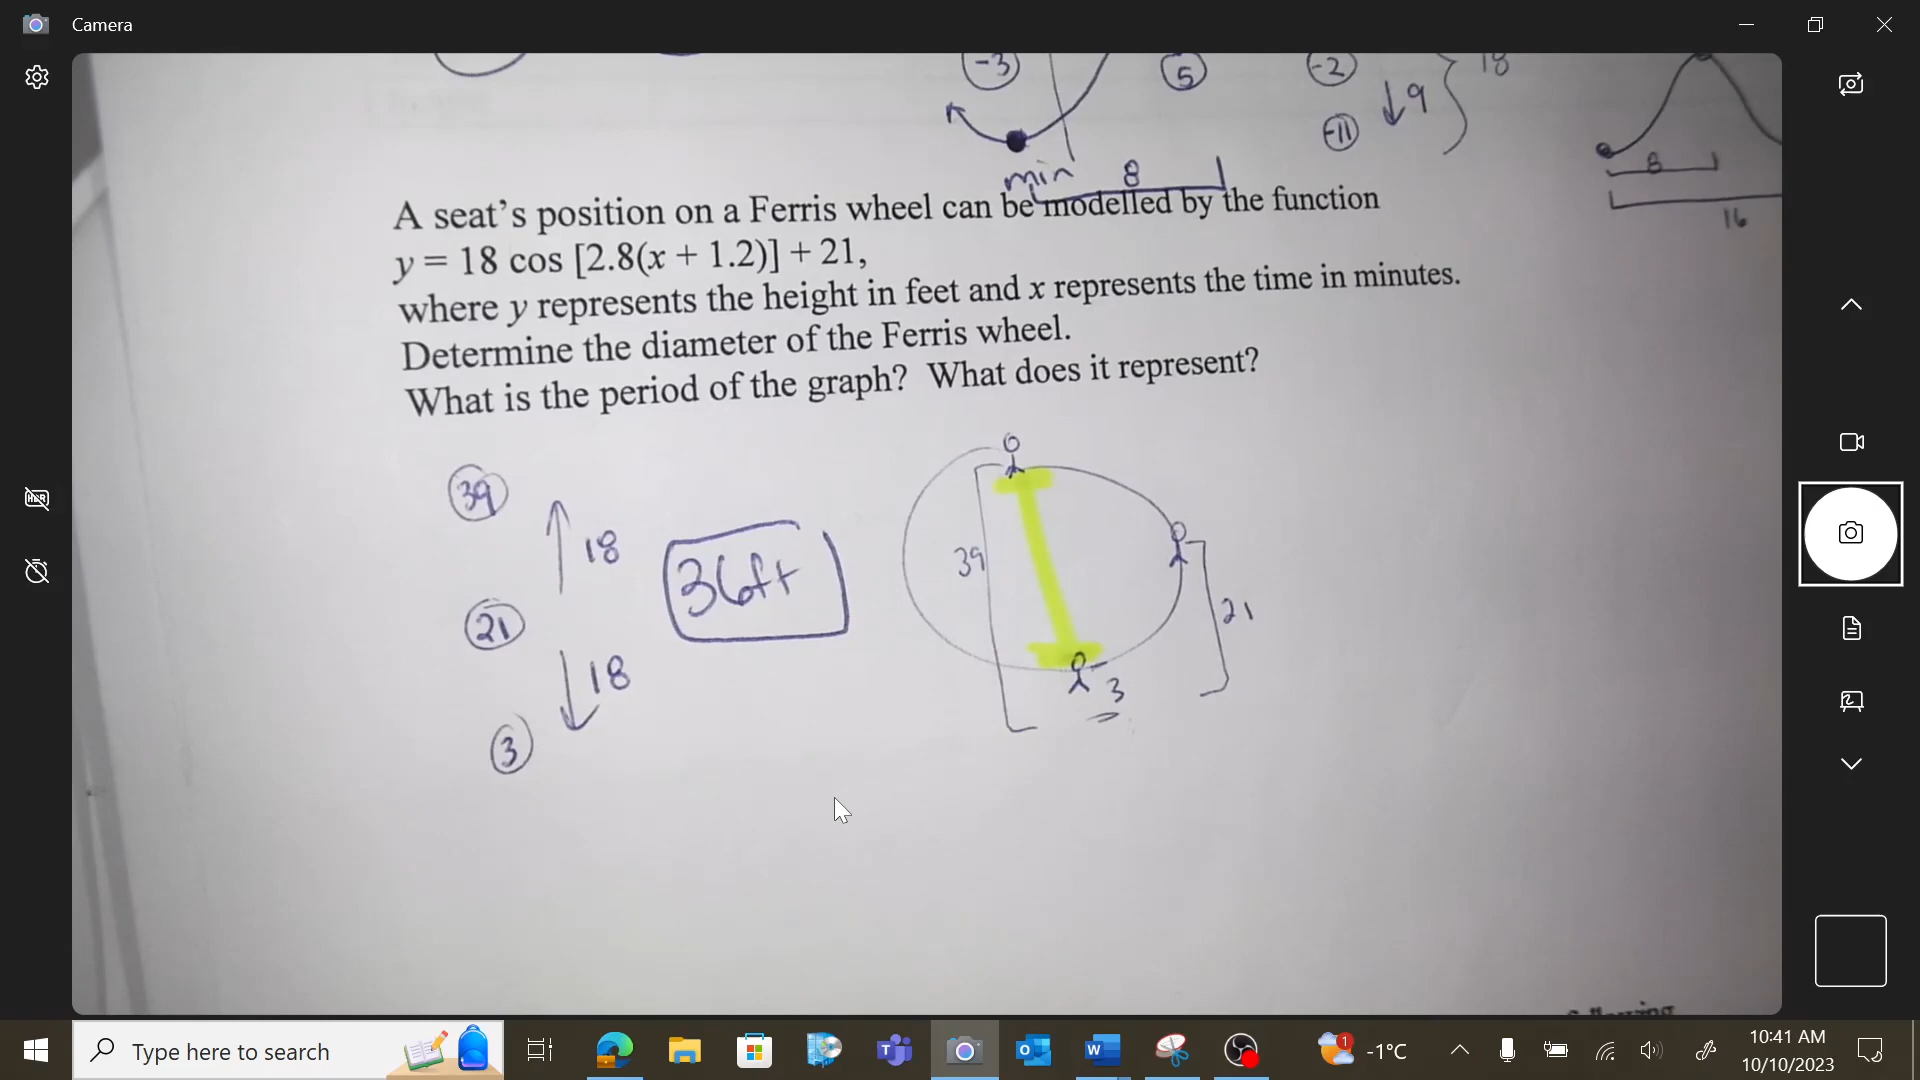 Camera
-3
5
-2
18
↓9
-11
min
8
8
16
A seat's position on a Ferris wheel can be modelled by the function
y = 18 cos [2.8(x + 1.2)] + 21,
where y represents the height in feet and x represents the time in minutes.
Determine the diameter of the Ferris wheel.
What is the period of the graph? What does it represent?
39
18
36ft
39
21
21
18
3
3
Type here to search
1
-1°C
10:41 AM
10/10/2023